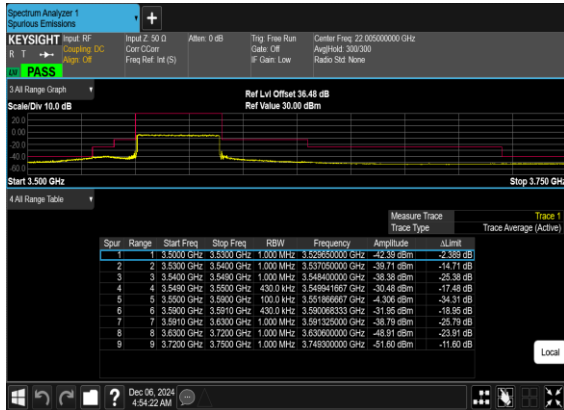 Spectrum Analyzer 1
Spurious Emissions
+
KEYSIGHT Input: RF Input Z: 50 Ω Atten: 0 dB Trig: Free Run Center Freq: 22.005000000 GHz
R T Coupling: DC Corr CCorr Gate: Off Avg|Hold: 300/300
Align: Off Freq Ref: Int (S) IF Gain: Low Radio Std: None
PASS
3 All Range Graph
Ref Lvl Offset 36.48 dB
Scale/Div 10.0 dB Ref Value 30.00 dBm
20.0
0.00
-20.0
-40.0
-60.0
Start 3.500 GHz Stop 3.750 GHz
4 All Range Table
Measure Trace Trace 1
Trace Type Trace Average (Active)
Spur Range Start Freq Stop Freq RBW Frequency Amplitude ΔLimit
1 1 3.5000 GHz 3.5300 GHz 1.000 MHz 3.529650000 GHz -42.39 dBm -2.389 dB
2 2 3.5300 GHz 3.5400 GHz 1.000 MHz 3.537050000 GHz -39.71 dBm -14.71 dB
3 3 3.5400 GHz 3.5490 GHz 1.000 MHz 3.548400000 GHz -38.38 dBm -25.38 dB
4 4 3.5490 GHz 3.5500 GHz 430.0 kHz 3.549941667 GHz -30.48 dBm -17.48 dB
5 5 3.5500 GHz 3.5900 GHz 100.0 kHz 3.551866667 GHz -4.306 dBm -34.31 dB
6 6 3.5900 GHz 3.5910 GHz 430.0 kHz 3.590068333 GHz -31.95 dBm -18.95 dB
7 7 3.5910 GHz 3.6300 GHz 1.000 MHz 3.591325000 GHz -38.79 dBm -25.79 dB
8 8 3.6300 GHz 3.7200 GHz 1.000 MHz 3.630600000 GHz -48.91 dBm -23.91 dB
9 9 3.7200 GHz 3.7500 GHz 1.000 MHz 3.749300000 GHz -51.60 dBm -11.60 dB
Local
? Dec 06, 2024
4:54:22 AM